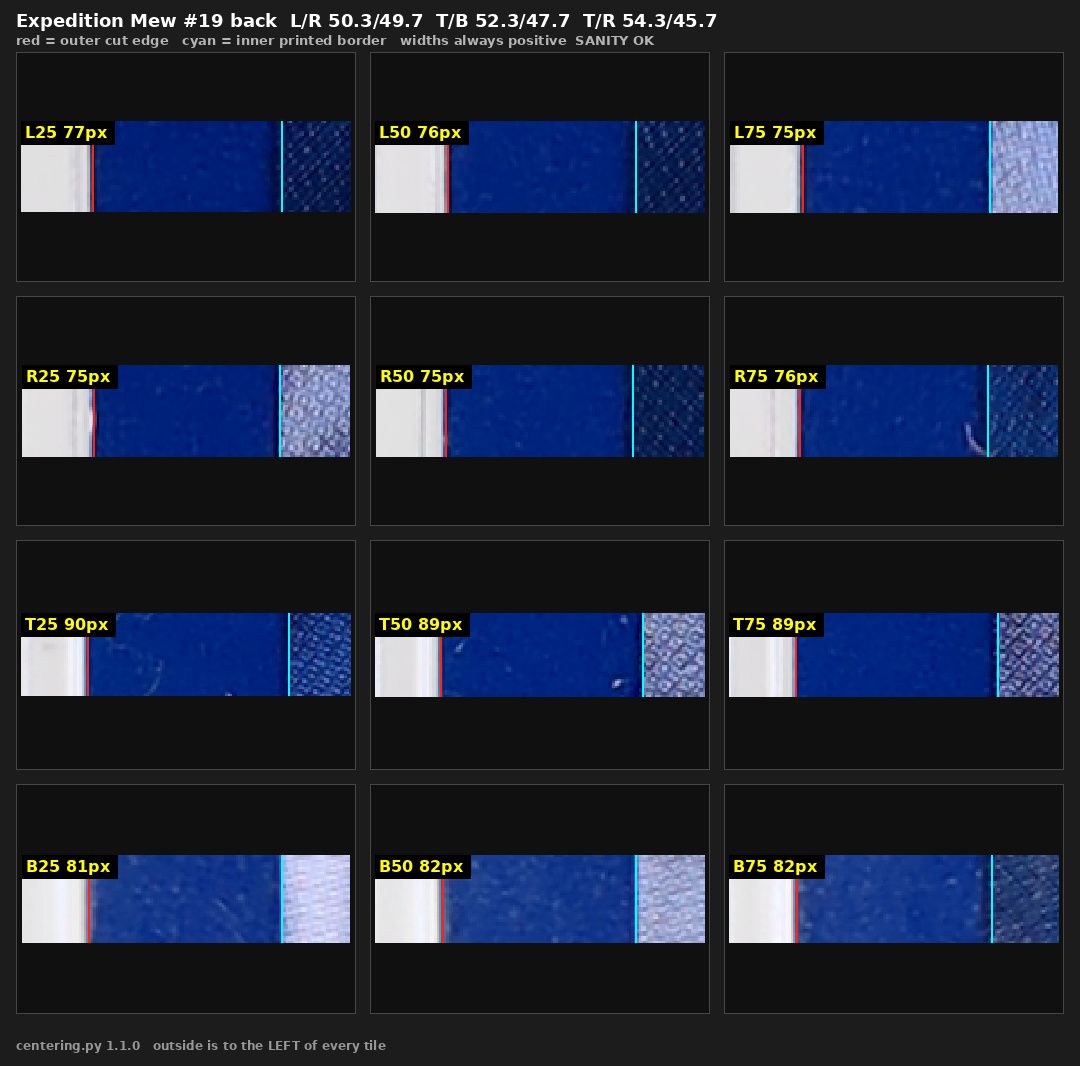 Expedition Mew #19 back  L/R 50.3/49.7  T/B 52.3/47.7  T/R 54.3/45.7
red = outer cut edge   cyan = inner printed border   widths always positive  SANITY OK
L25 77px
L50 76px
L75 75px
R25 75px
R50 75px
R75 76px
T25 90px
T50 89px
T75 89px
B25 81px
B50 82px
B75 82px
centering.py 1.1.0   outside is to the LEFT of every tile